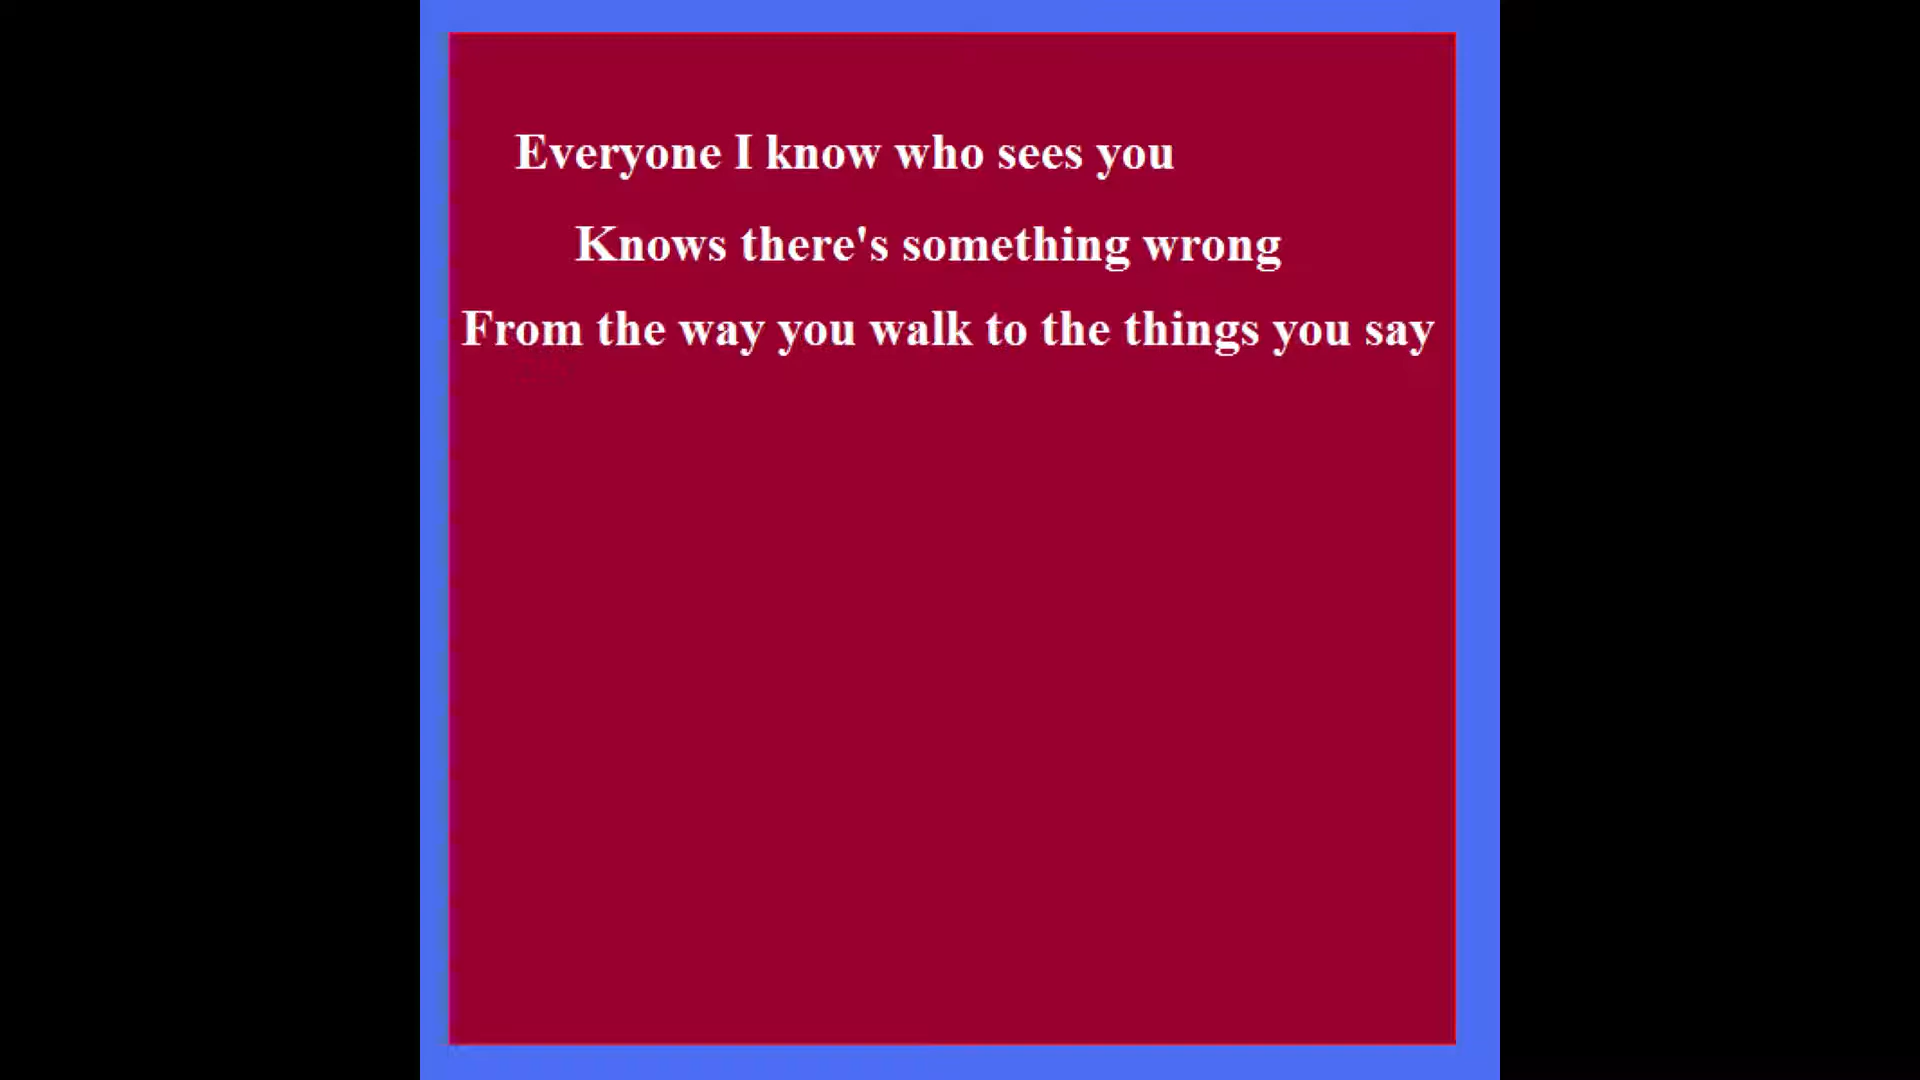 Everyone I know who sees you
Knows there's something wrong
From the way you walk to the things you say